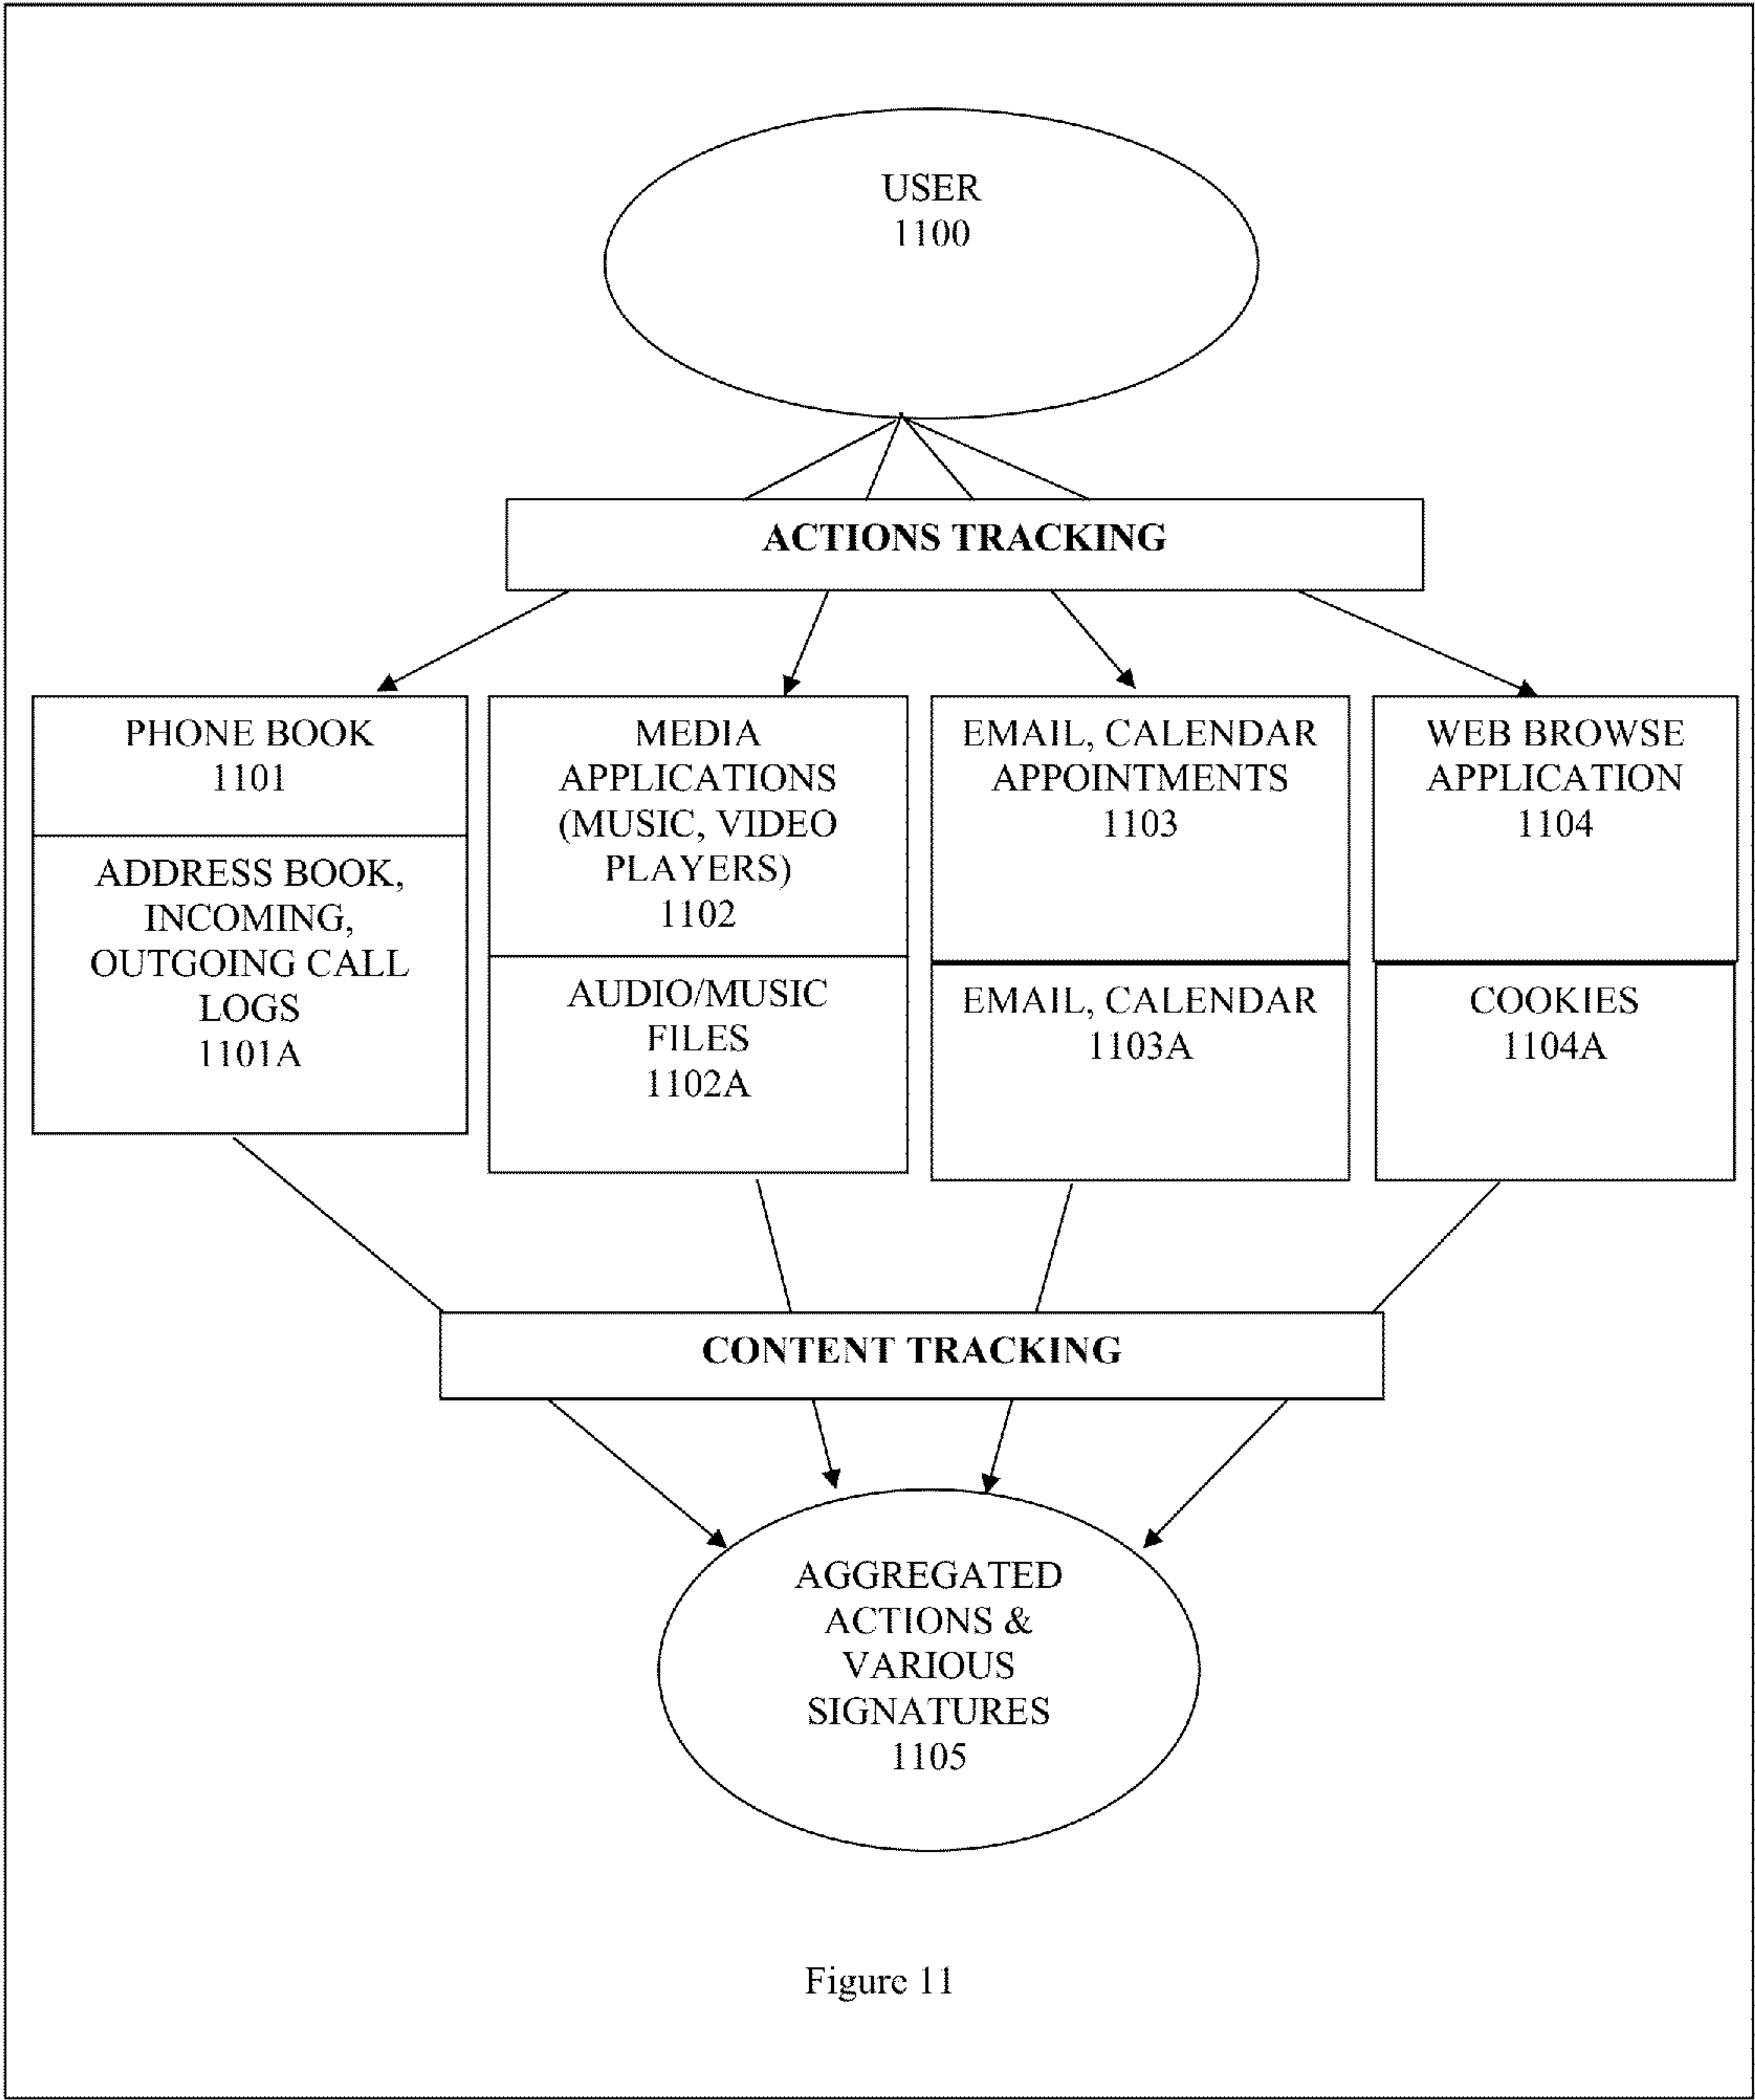 USER
1100
ACTIONS TRACKING
PHONE BOOK
1101
ADDRESS BOOK,
INCOMING,
OUTGOING CALL
LOGS
1101A
MEDIA
APPLICATIONS
(MUSIC, VIDEO
PLAYERS)
1102
AUDIO/MUSIC
FILES
1102A
EMAIL, CALENDAR
APPOINTMENTS
1103
EMAIL, CALENDAR
1103A
WEB BROWSE
APPLICATION
1104
COOKIES
1104A
CONTENT TRACKING
AGGREGATED
ACTIONS &
VARIOUS
SIGNATURES
1105
Figure 11